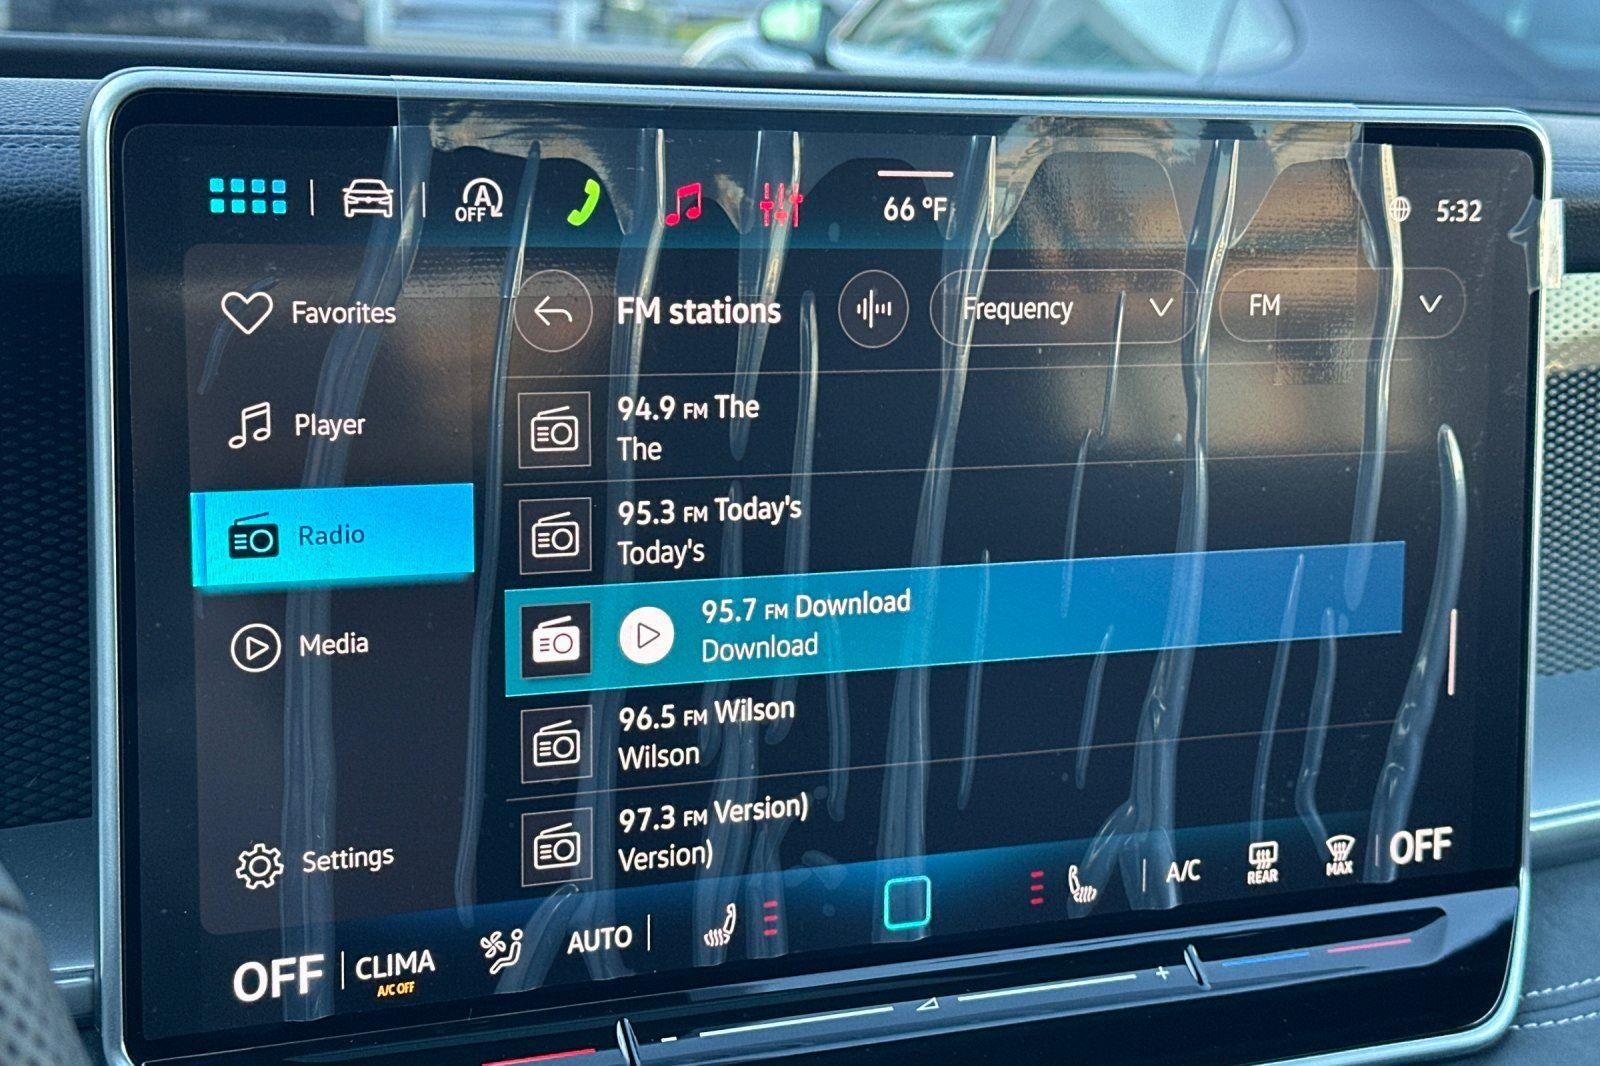 A
OFF
66 °F
5:32
Favorites
FM stations
Frequency
FM
Player
94.9 FM The
The
Radio
95.3 FM Today's
Today's
95.7 FM Download
Download
Media
96.5 FM Wilson
Wilson
97.3 FM Version)
Version)
Settings
OFF
CLIMA
A/C OFF
AUTO
A/C
REAR
MAX
OFF
- +